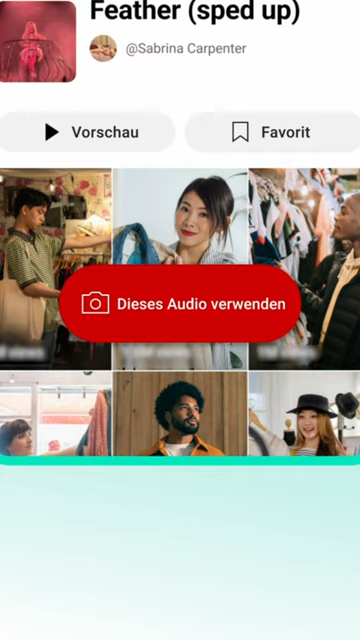 Feather (sped up)
@Sabrina Carpenter
Vorschau
Favorit
Dieses Audio verwenden